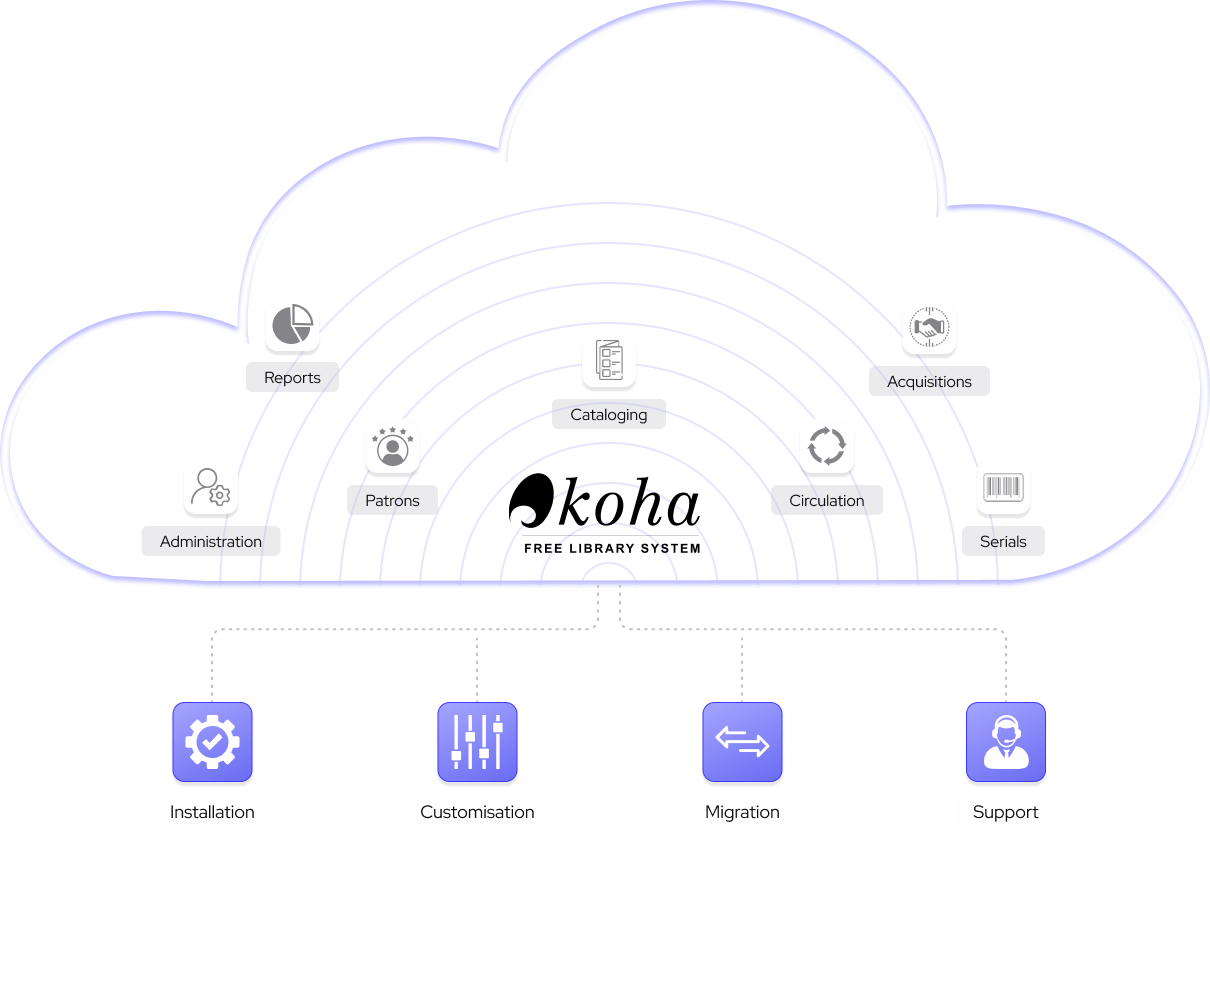 Reports
Acquisitions
Cataloging
Patrons
Circulation
Administration
koha
FREE LIBRARY SYSTEM
Serials
Installation
Customisation
Migration
Support